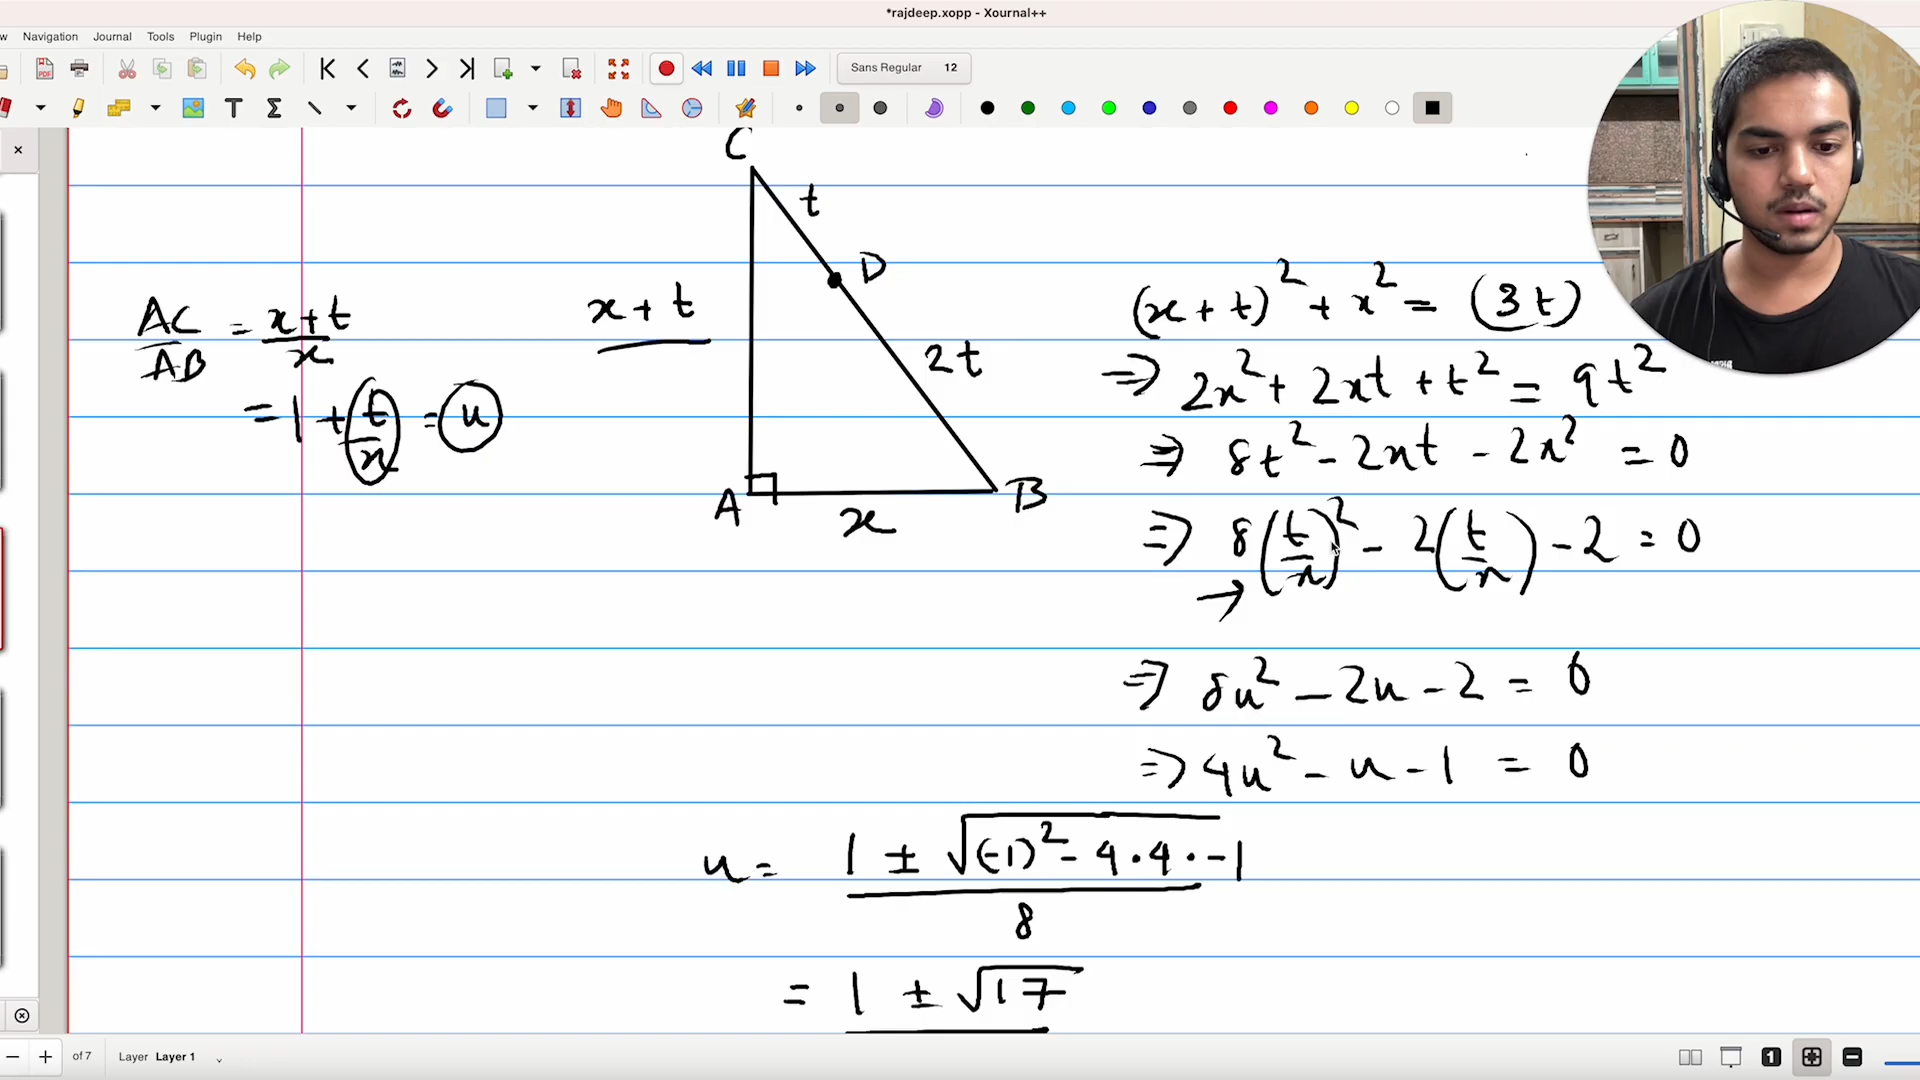 *rajdeep.xopp - Xournal++
w Navigation Journal Tools Plugin Help
PDF
Sans Regular 12
C
t
D
x + t
2t
A
x
B
AC/AB = x+t/x
= 1 + t/x = u
(x + t)² + x² = (3t)
⇒ 2x² + 2xt + t² = 9t²
⇒ 8t² - 2xt - 2x² = 0
⇒ 8(t/x)² - 2(t/x) - 2 = 0
→
⇒ 8u² - 2u - 2 = 0
⇒ 4u² - u - 1 = 0
u = 1 ± √(-1)² - 4·4·-1
8
= 1 ± √17
of 7 Layer Layer 1
1